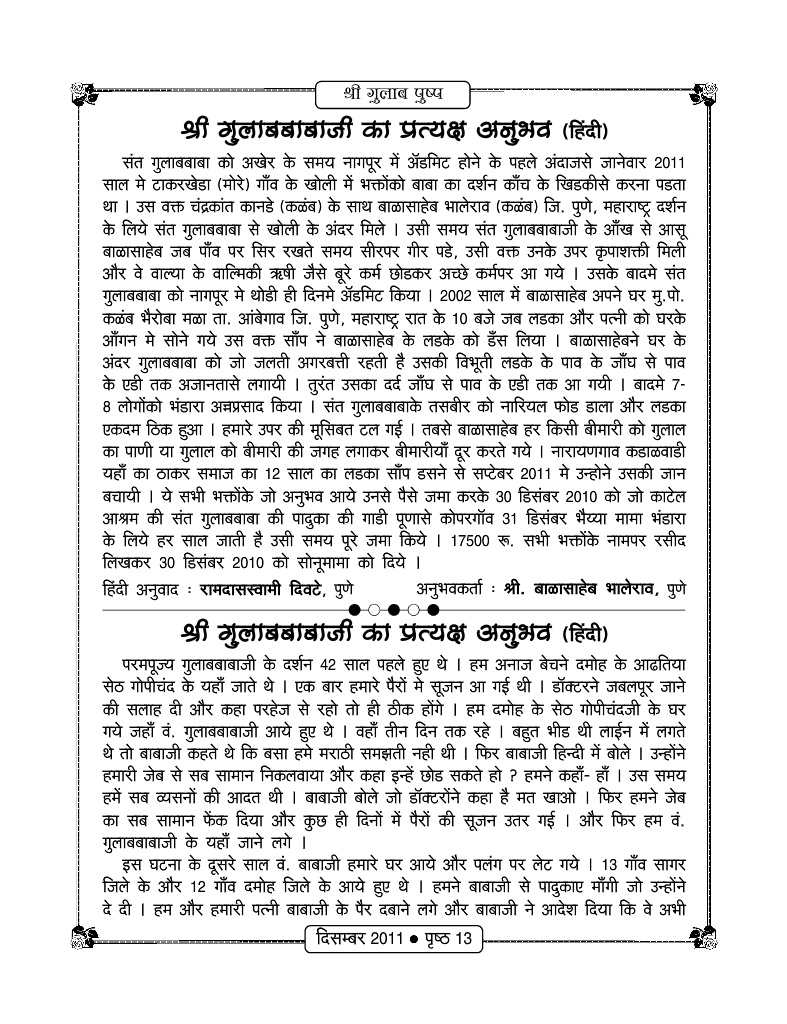 श्री गुलाब पुष्प
श्री गुलाबबाबाजी का प्रत्यक्ष अनुभव (हिंदी)
संत गुलाबबाबा को अखेर के समय नागपूर में ॲडमिट होने के पहले अंदाजसे जानेवार 2011
साल मे टाकरखेडा (मोरे) गाँव के खोली में भक्तोंको बाबा का दर्शन काँच के खिडकीसे करना पडता
था । उस वक्त चंद्रकांत कानडे (कळंब) के साथ बाळासाहेब भालेराव (कळंब) जि. पुणे, महाराष्ट्र दर्शन
के लिये संत गुलाबबाबा से खोली के अंदर मिले । उसी समय संत गुलाबबाबाजी के आँख से आसू
बाळासाहेब जब पाँव पर सिर रखते समय सीरपर गीर पडे, उसी वक्त उनके उपर कृपाशक्ती मिली
और वे वाल्या के वाल्मिकी ऋषी जैसे बूरे कर्म छोडकर अच्छे कर्मपर आ गये । उसके बादमे संत
गुलाबबाबा को नागपूर मे थोडी ही दिनमे ॲडमिट किया । 2002 साल में बाळासाहेब अपने घर मु.पो.
कळंब भैरोबा मळा ता. आंबेगाव जि. पुणे, महाराष्ट्र रात के 10 बजे जब लडका और पत्नी को घरके
आँगन मे सोने गये उस वक्त साँप ने बाळासाहेब के लडके को डँस लिया । बाळासाहेबने घर के
अंदर गुलाबबाबा को जो जलती अगरबत्ती रहती है उसकी विभूती लडके के पाव के जाँघ से पाव
के एडी तक अजानतासे लगायी । तुरंत उसका दर्द जाँघ से पाव के एडी तक आ गयी । बादमे 7-
8 लोगोंको भंडारा अन्नप्रसाद किया । संत गुलाबबाबाके तसबीर को नारियल फोड डाला और लडका
एकदम ठिक हुआ । हमारे उपर की मूसिबत टल गई । तबसे बाळासाहेब हर किसी बीमारी को गुलाल
का पाणी या गुलाल को बीमारी की जगह लगाकर बीमारीयाँ दूर करते गये । नारायणगाव कडाळवाडी
यहाँ का ठाकर समाज का 12 साल का लडका साँप डसने से सप्टेबर 2011 मे उन्होने उसकी जान
बचायी । ये सभी भक्तोंके जो अनुभव आये उनसे पैसे जमा करके 30 डिसंबर 2010 को जो काटेल
आश्रम की संत गुलाबबाबा की पादुका की गाडी पूणासे कोपरगाँव 31 डिसंबर भैय्या मामा भंडारा
के लिये हर साल जाती है उसी समय पूरे जमा किये । 17500 रू. सभी भक्तोंके नामपर रसीद
लिखकर 30 डिसंबर 2010 को सोनूमामा को दिये ।
हिंदी अनुवाद : रामदासस्वामी दिवटे, पुणे अनुभवकर्ता : श्री. बाळासाहेब भालेराव, पुणे
श्री गुलाबबाबाजी का प्रत्यक्ष अनुभव (हिंदी)
परमपूज्य गुलाबबाबाजी के दर्शन 42 साल पहले हुए थे । हम अनाज बेचने दमोह के आढतिया
सेठ गोपीचंद के यहाँ जाते थे । एक बार हमारे पैरों मे सूजन आ गई थी । डॉक्टरने जबलपूर जाने
की सलाह दी और कहा परहेज से रहो तो ही ठीक होंगे । हम दमोह के सेठ गोपीचंदजी के घर
गये जहाँ वं. गुलाबबाबाजी आये हुए थे । वहाँ तीन दिन तक रहे । बहुत भीड थी लाईन में लगते
थे तो बाबाजी कहते थे कि बसा हमे मराठी समझती नही थी । फिर बाबाजी हिन्दी में बोले । उन्होंने
हमारी जेब से सब सामान निकलवाया और कहा इन्हें छोड सकते हो ? हमने कहाँ- हाँ । उस समय
हमें सब व्यसनों की आदत थी । बाबाजी बोले जो डॉक्टरोंने कहा है मत खाओ । फिर हमने जेब
का सब सामान फेंक दिया और कुछ ही दिनों में पैरों की सूजन उतर गई । और फिर हम वं.
गुलाबबाबाजी के यहाँ जाने लगे ।
इस घटना के दूसरे साल वं. बाबाजी हमारे घर आये और पलंग पर लेट गये । 13 गाँव सागर
जिले के और 12 गाँव दमोह जिले के आये हुए थे । हमने बाबाजी से पादुकाए माँगी जो उन्होंने
दे दी । हम और हमारी पत्नी बाबाजी के पैर दबाने लगे और बाबाजी ने आदेश दिया कि वे अभी
दिसम्बर 2011 ● पृष्ठ 13